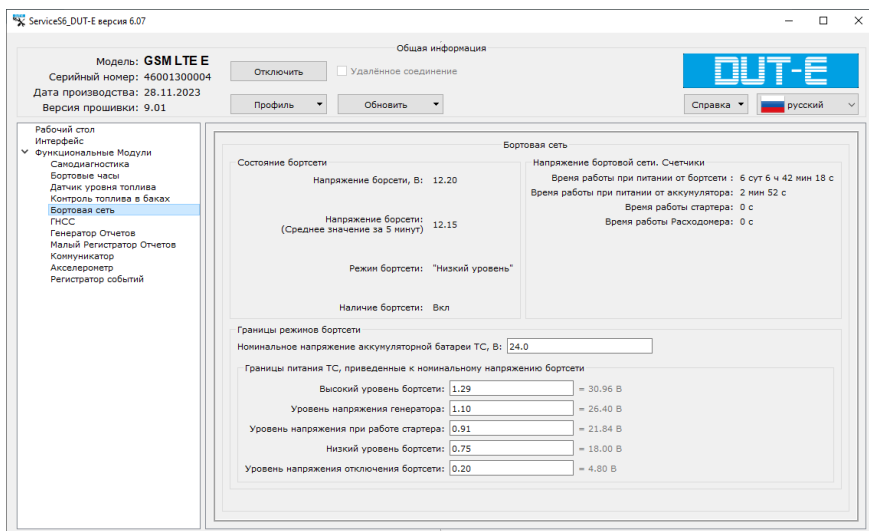 ServiceS6_DUT-E версия 6.07
Общая информация
Модель: GSM LTE E
Серийный номер: 46001300004
Дата производства: 28.11.2023
Версия прошивки: 9.01
Отключить
Удалённое соединение
Профиль
Обновить
DUT-E
Справка
русский
Рабочий стол
Интерфейс
Функциональные Модули
Самодиагностика
Бортовые часы
Датчик уровня топлива
Контроль топлива в баках
Бортовая сеть
ГНСС
Генератор Отчетов
Малый Регистратор Отчетов
Коммуникатор
Акселерометр
Регистратор событий
Бортовая сеть
Состояние бортсети
Напряжение борсети, В: 12.20
Напряжение борсети:
(Среднее значение за 5 минут) 12.15
Режим бортсети: "Низкий уровень"
Наличие бортсети: Вкл
Напряжение бортовой сети. Счетчики
Время работы при питании от бортсети : 6 сут 6 ч 42 мин 18 с
Время работы при питании от аккумулятора: 2 мин 52 с
Время работы стартера: 0 с
Время работы Расходомера: 0 с
Границы режимов бортсети
Номинальное напряжение аккумуляторной батареи ТС, В: 24.0
Границы питания ТС, приведенные к номинальному напряжению бортсети
Высокий уровень бортсети: 1.29 = 30.96 В
Уровень напряжения генератора: 1.10 = 26.40 В
Уровень напряжения при работе стартера: 0.91 = 21.84 В
Низкий уровень бортсети: 0.75 = 18.00 В
Уровень напряжения отключения бортсети: 0.20 = 4.80 В